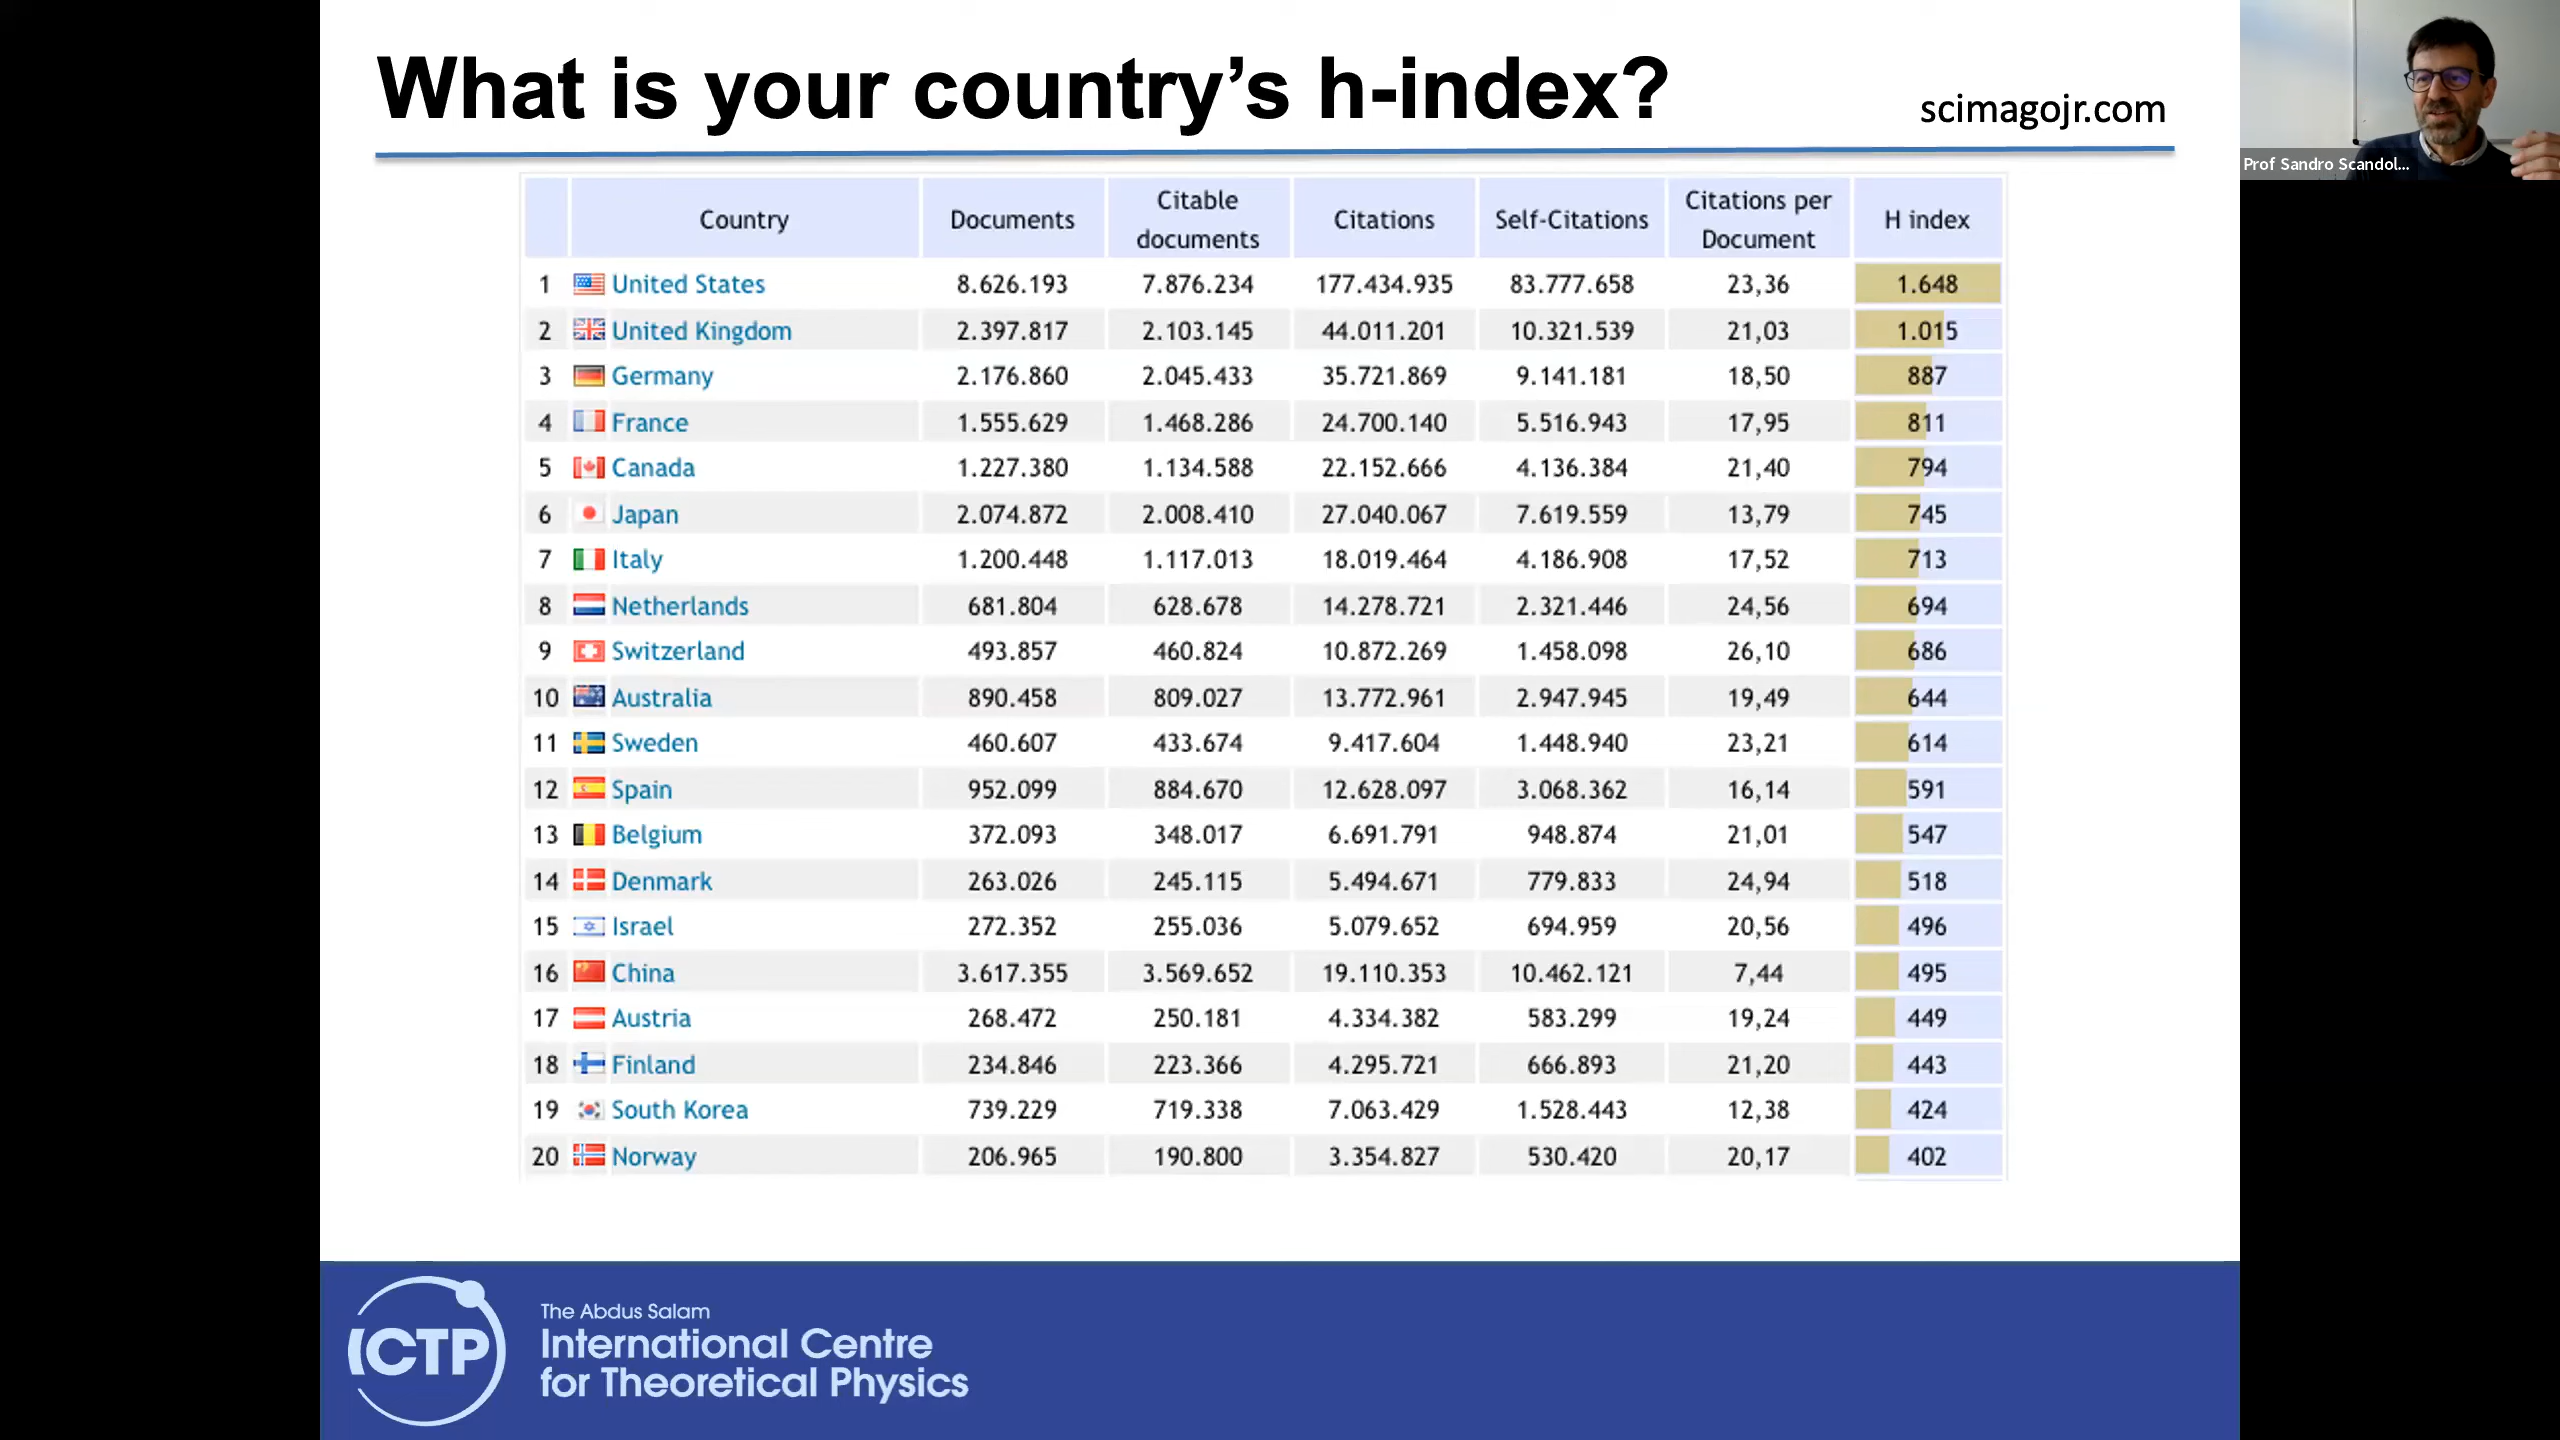 What is your country’s h-index?
scimagojr.com
Prof Sandro Scandol...
Country Documents Citable documents Citations Self-Citations Citations per Document H index
1 United States 8.626.193 7.876.234 177.434.935 83.777.658 23,36 1.648
2 United Kingdom 2.397.817 2.103.145 44.011.201 10.321.539 21,03 1.015
3 Germany 2.176.860 2.045.433 35.721.869 9.141.181 18,50 887
4 France 1.555.629 1.468.286 24.700.140 5.516.943 17,95 811
5 Canada 1.227.380 1.134.588 22.152.666 4.136.384 21,40 794
6 Japan 2.074.872 2.008.410 27.040.067 7.619.559 13,79 745
7 Italy 1.200.448 1.117.013 18.019.464 4.186.908 17,52 713
8 Netherlands 681.804 628.678 14.278.721 2.321.446 24,56 694
9 Switzerland 493.857 460.824 10.872.269 1.458.098 26,10 686
10 Australia 890.458 809.027 13.772.961 2.947.945 19,49 644
11 Sweden 460.607 433.674 9.417.604 1.448.940 23,21 614
12 Spain 952.099 884.670 12.628.097 3.068.362 16,14 591
13 Belgium 372.093 348.017 6.691.791 948.874 21,01 547
14 Denmark 263.026 245.115 5.494.671 779.833 24,94 518
15 Israel 272.352 255.036 5.079.652 694.959 20,56 496
16 China 3.617.355 3.569.652 19.110.353 10.462.121 7,44 495
17 Austria 268.472 250.181 4.334.382 583.299 19,24 449
18 Finland 234.846 223.366 4.295.721 666.893 21,20 443
19 South Korea 739.229 719.338 7.063.429 1.528.443 12,38 424
20 Norway 206.965 190.800 3.354.827 530.420 20,17 402
ICTP
The Abdus Salam
International Centre
for Theoretical Physics